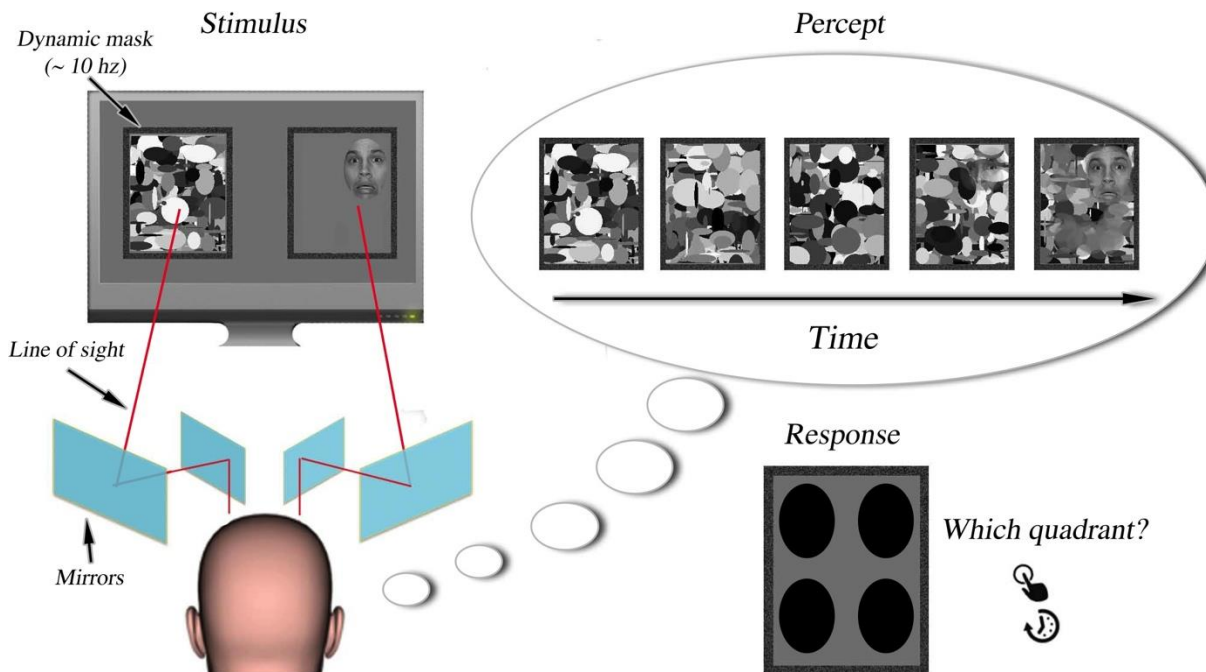 Stimulus
Dynamic mask
(~ 10 hz)
Percept
Time
Line of sight
Mirrors
Response
Which quadrant?